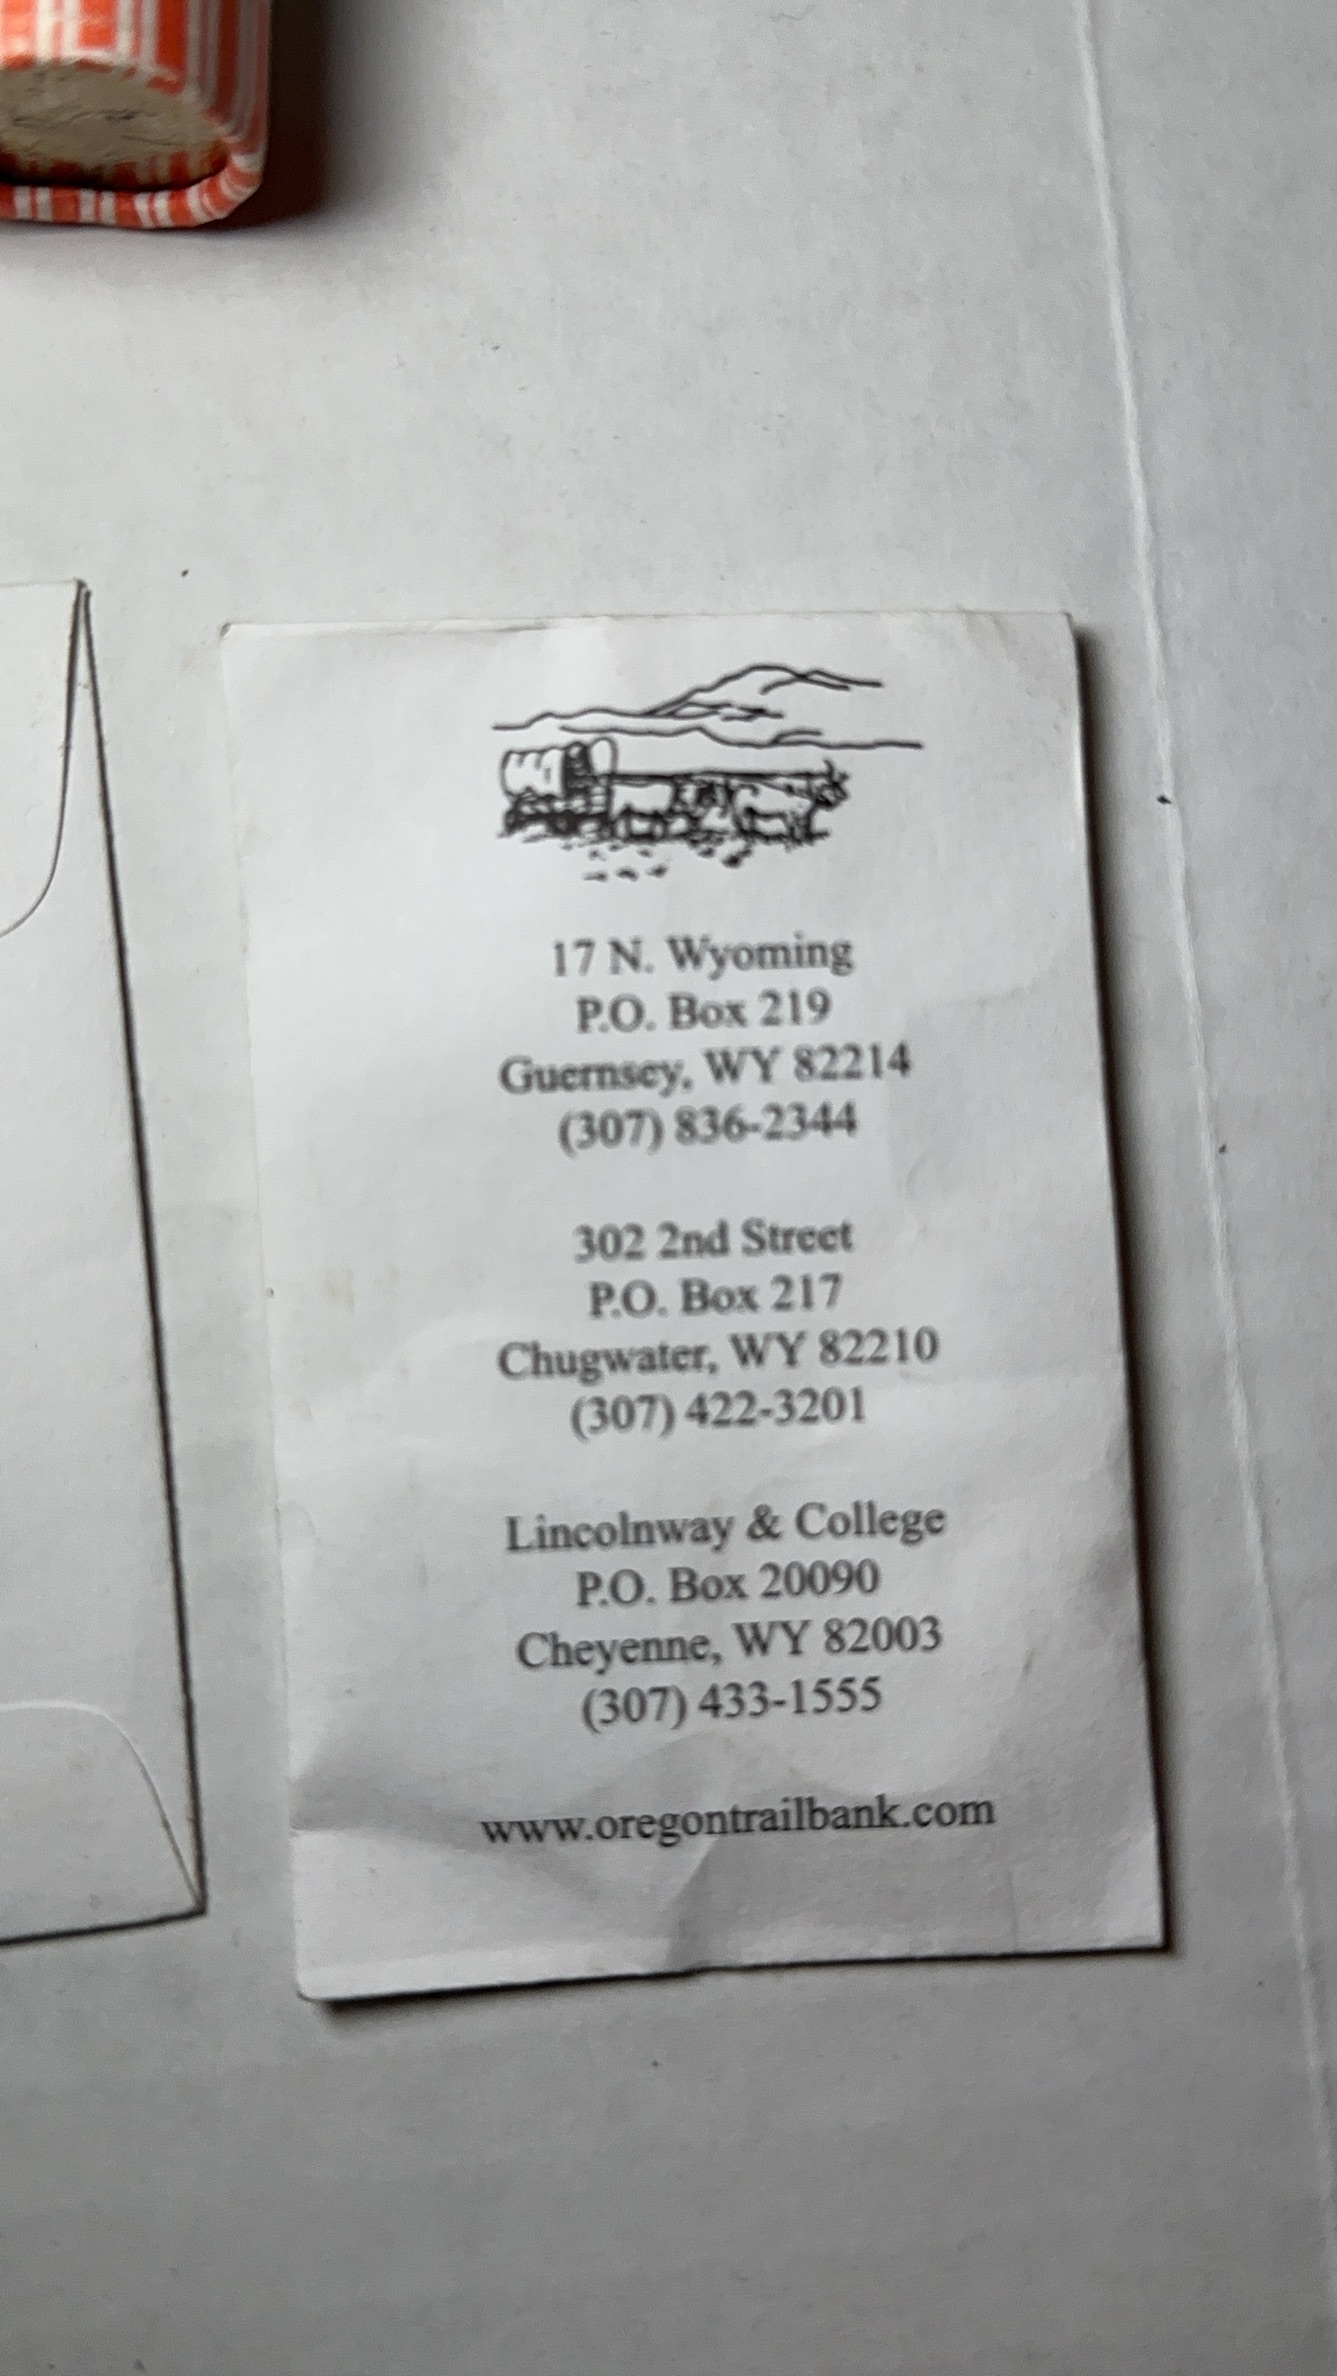 17 N. Wyoming
P.O. Box 219
Guernsey, WY 82214
(307) 836-2344
302 2nd Street
P.O. Box 217
Chugwater, WY 82210
(307) 422-3201
Lincolnway & College
P.O. Box 20090
Cheyenne, WY 82003
(307) 433-1555
www.oregontrailbank.com